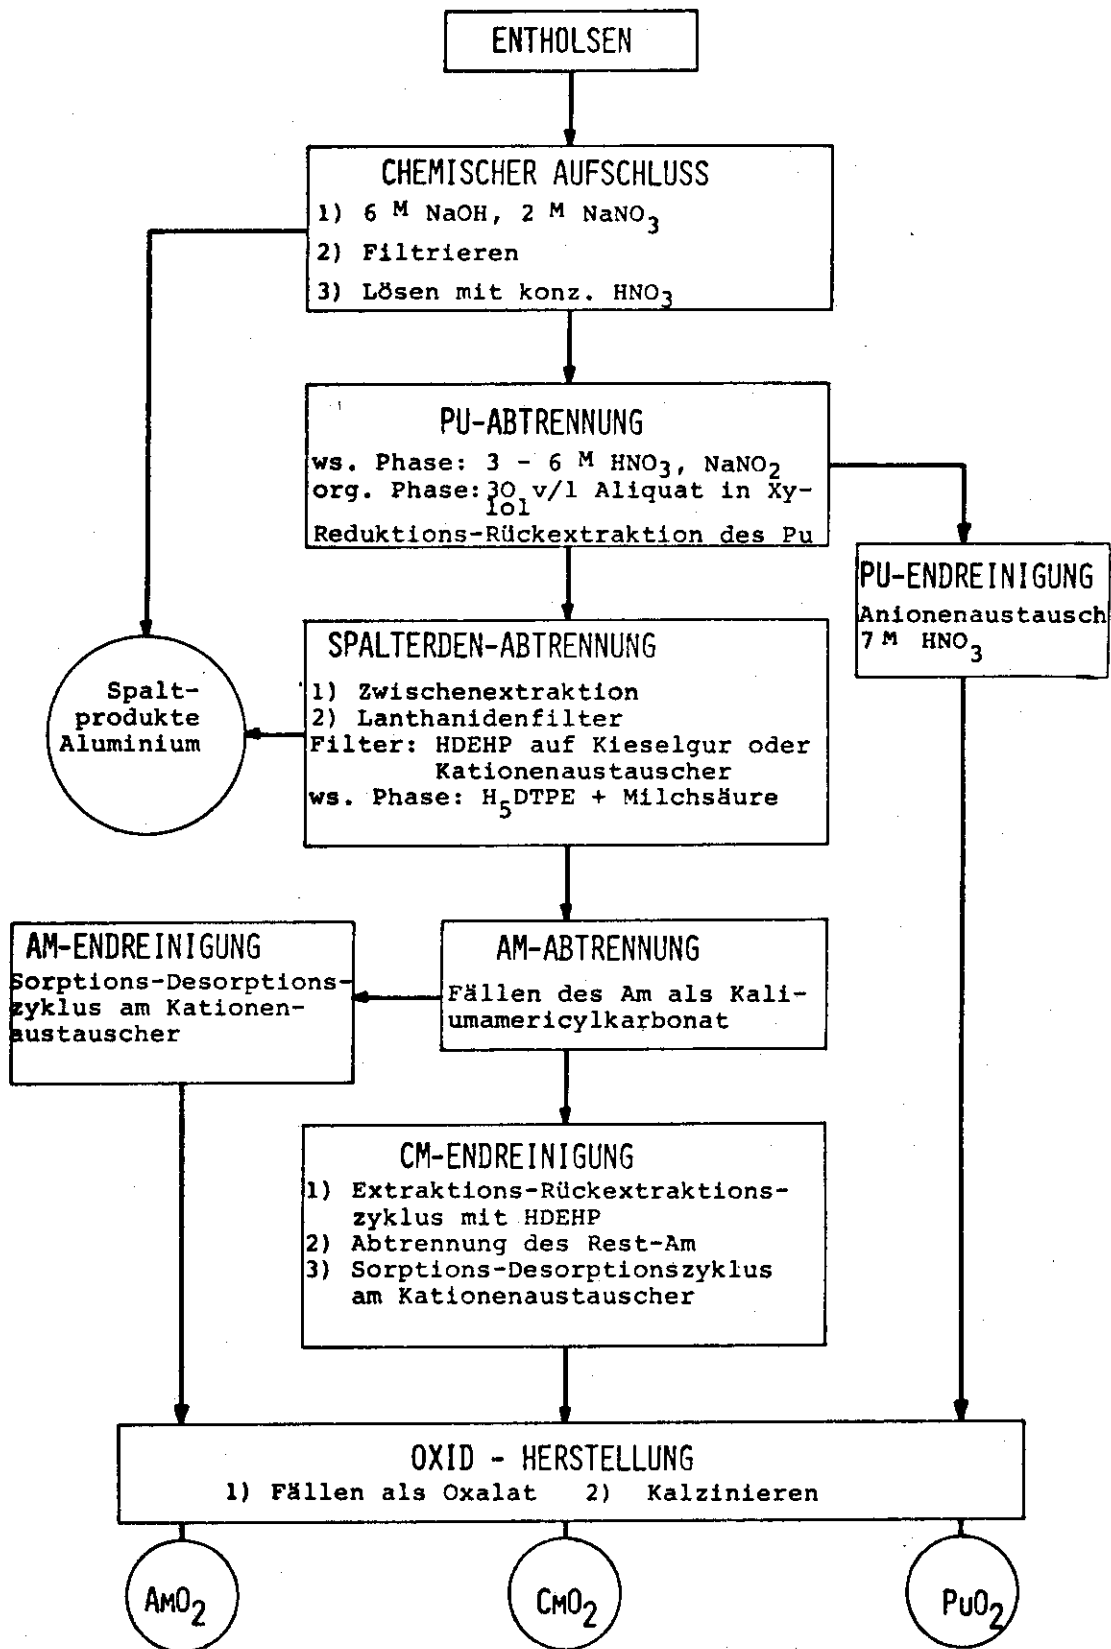 ENTHOLSEN
CHEMISCHER AUFSCHLUSS
1) 6 M NaOH, 2 M NaNO3
2) Filtrieren
3) Lösen mit konz. HNO3
PU-ABTRENNUNG
ws. Phase: 3 - 6 M HNO3, NaNO2
org. Phase: 30 v/l Aliquat in Xy-
lol
Reduktions-Rückextraktion des Pu
PU-ENDREINIGUNG
Anionenaustausch
7 M HNO3
SPALTERDEN-ABTRENNUNG
1) Zwischenextraktion
2) Lanthanidenfilter
Filter: HDEHP auf Kieselgur oder
Kationenaustauscher
ws. Phase: H5DTPE + Milchsäure
Spalt-
produkte
Aluminium
AM-ENDREINIGUNG
Sorptions-Desorptions-
zyklus am Kationen-
austauscher
AM-ABTRENNUNG
Fällen des Am als Kali-
umamericylkarbonat
CM-ENDREINIGUNG
1) Extraktions-Rückextraktions-
zyklus mit HDEHP
2) Abtrennung des Rest-Am
3) Sorptions-Desorptionszyklus
am Kationenaustauscher
OXID - HERSTELLUNG
1) Fällen als Oxalat 2) Kalzinieren
AMO2
CMO2
PUO2